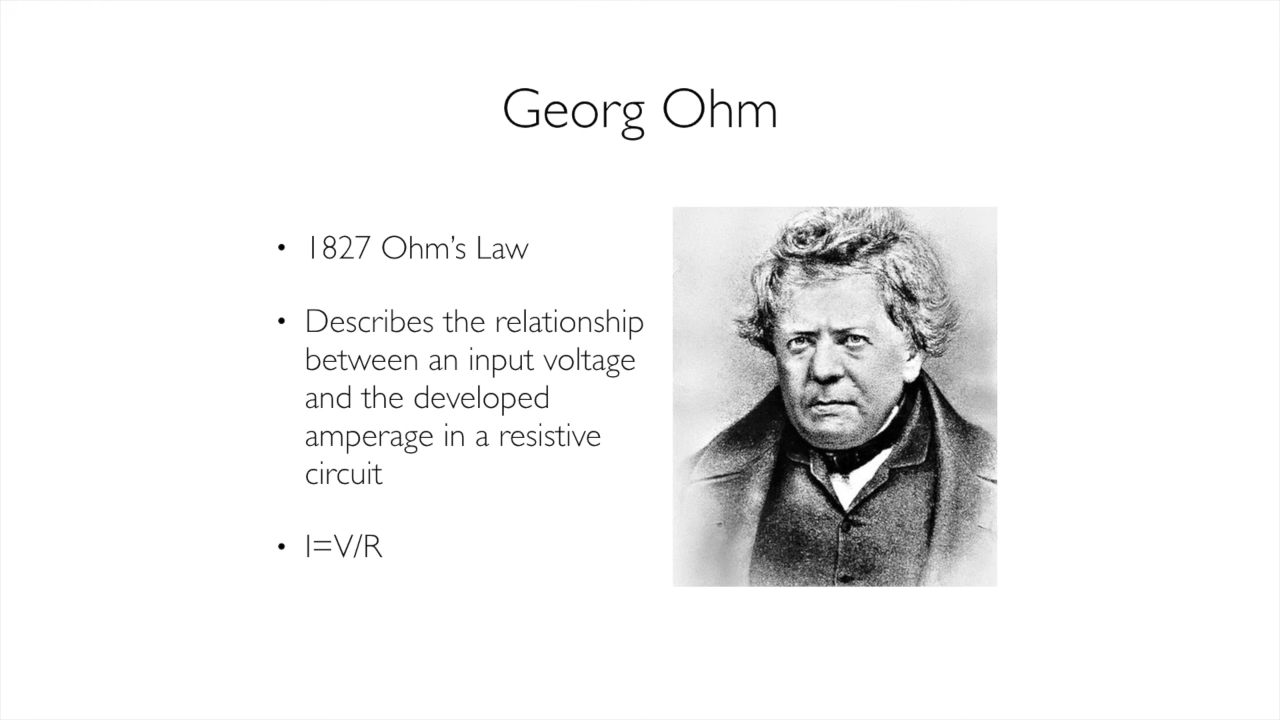 Georg Ohm
• 1827 Ohm’s Law
• Describes the relationship
between an input voltage
and the developed
amperage in a resistive
circuit
• I=V/R